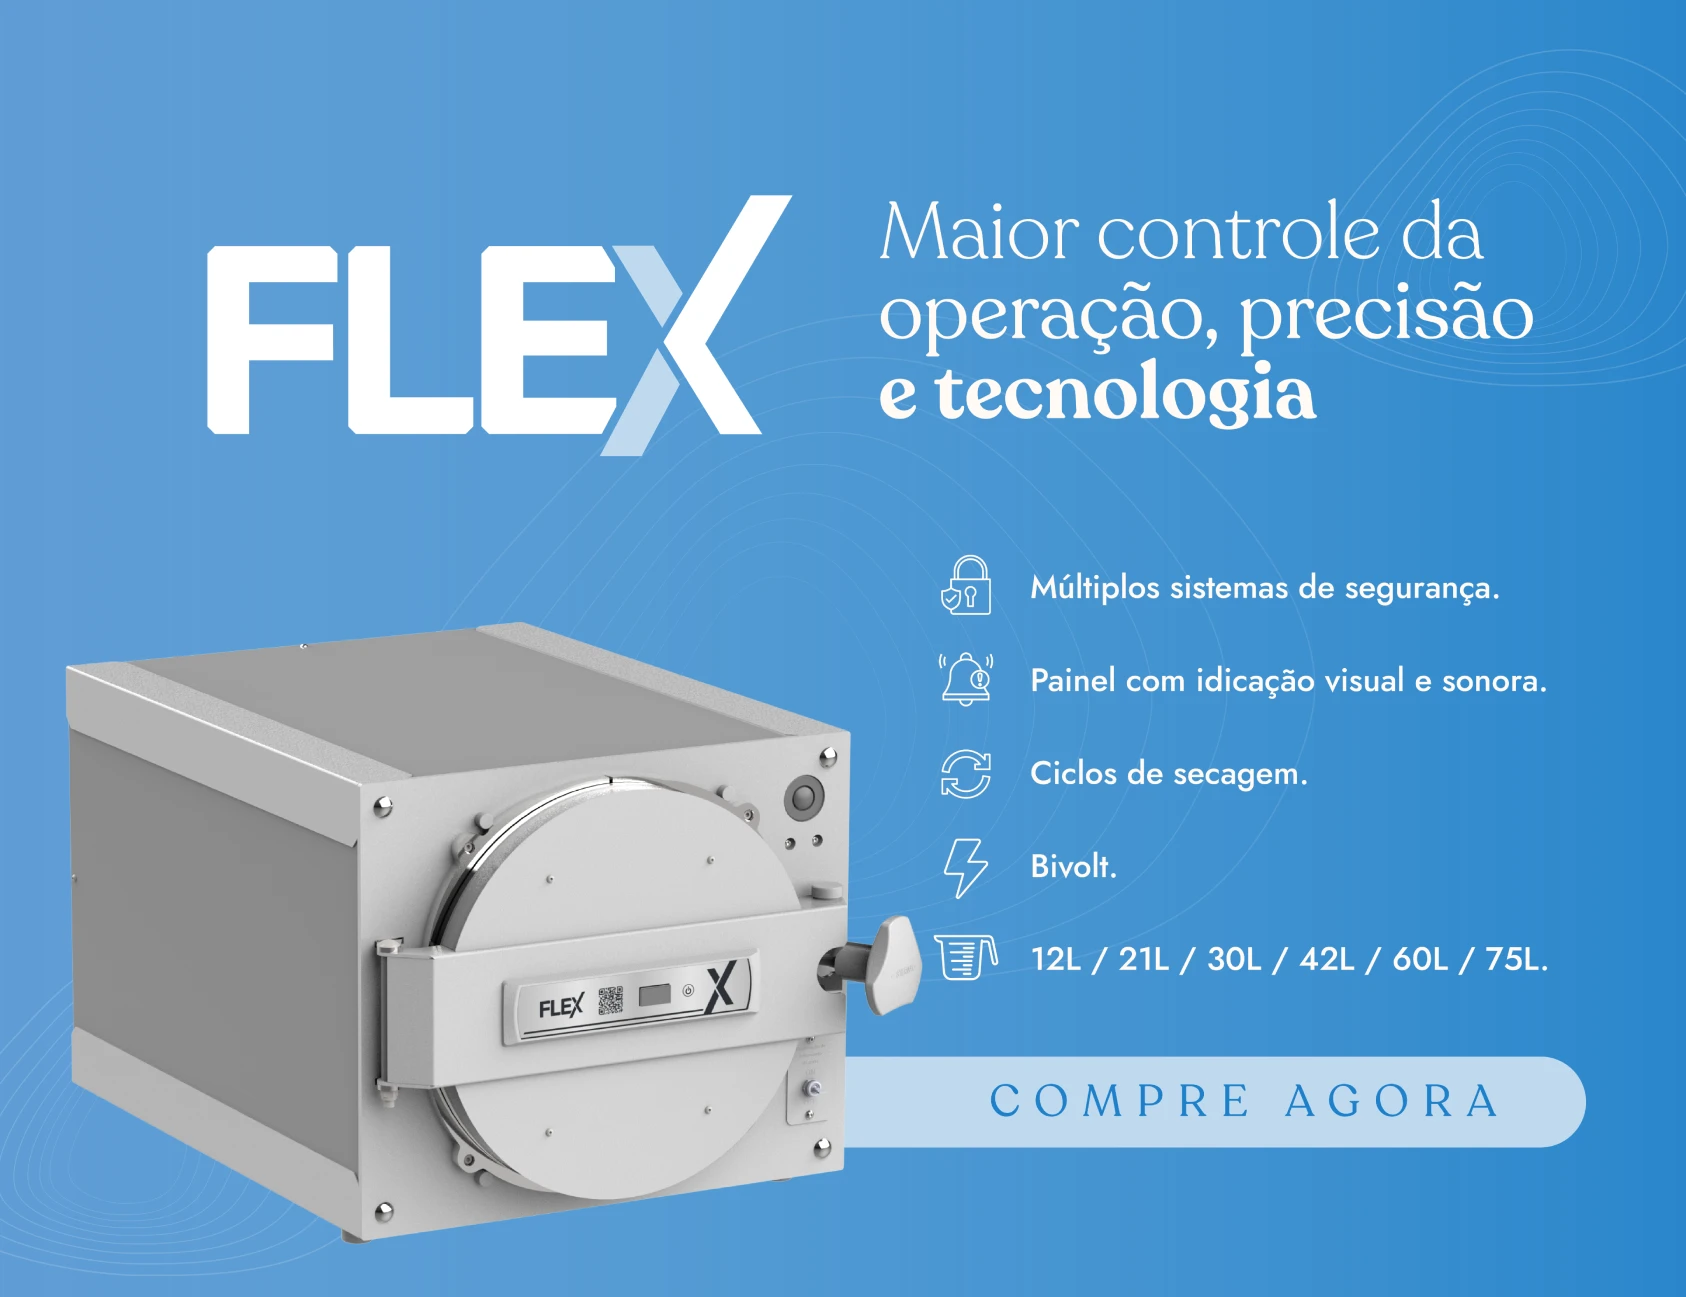 FLEX
Maior controle da
operação, precisão
e tecnologia
Múltiplos sistemas de segurança.
Painel com idicação visual e sonora.
Ciclos de secagem.
Bivolt.
12L / 21L / 30L / 42L / 60L / 75L.
FLEX X
COMPRE AGORA